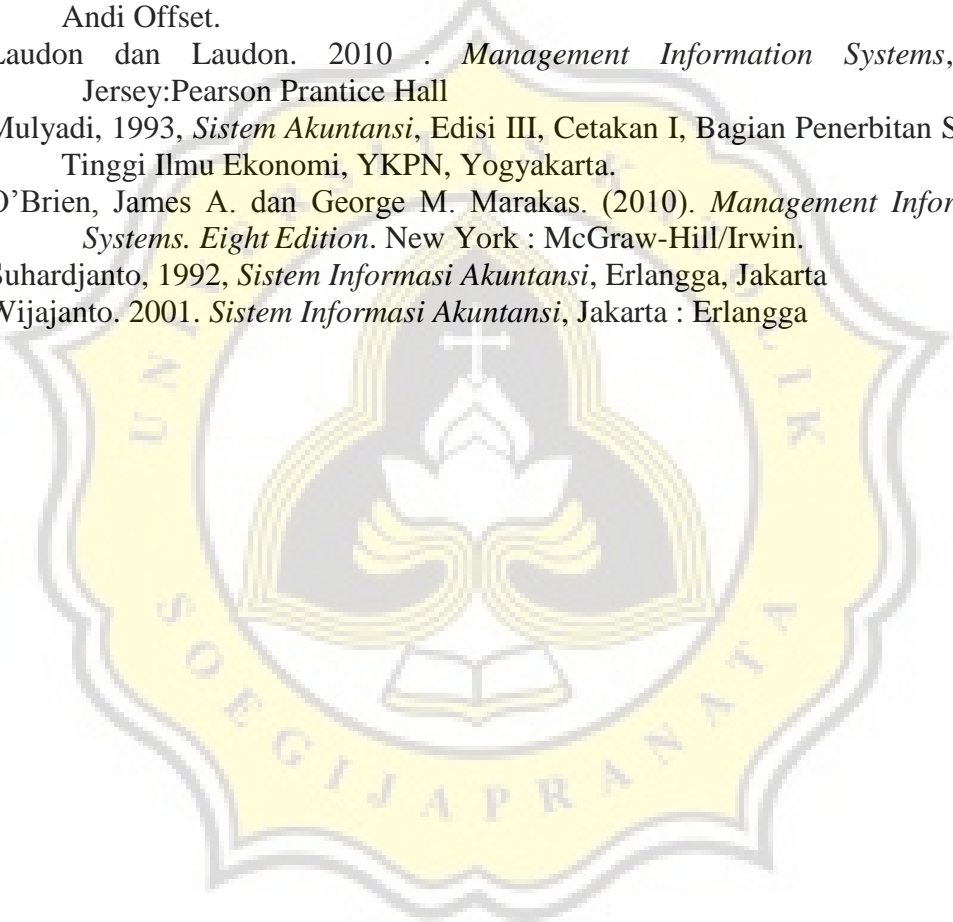 Andi Offset.
Laudon dan Laudon. 2010 . Management Information Systems,
Jersey:Pearson Prantice Hall
Mulyadi, 1993, Sistem Akuntansi, Edisi III, Cetakan I, Bagian Penerbitan S
Tinggi Ilmu Ekonomi, YKPN, Yogyakarta.
O’Brien, James A. dan George M. Marakas. (2010). Management Infor
Systems. Eight Edition. New York : McGraw-Hill/Irwin.
Suhardjanto, 1992, Sistem Informasi Akuntansi, Erlangga, Jakarta
Wijajanto. 2001. Sistem Informasi Akuntansi, Jakarta : Erlangga
SOEGIJAPRANATA